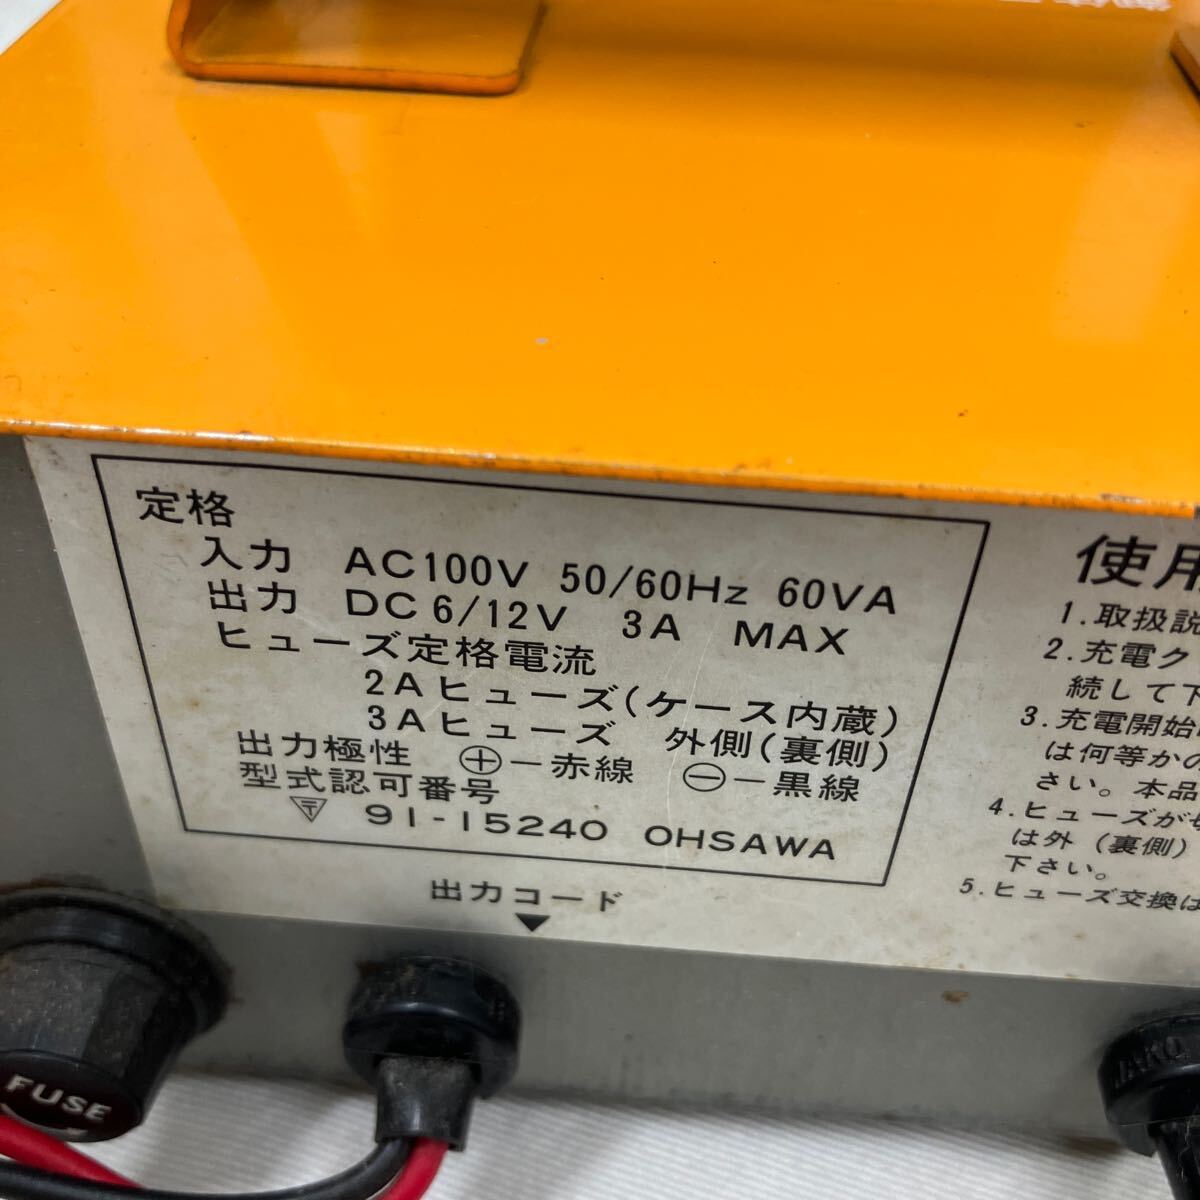 定格
入力 AC100V 50/60Hz 60VA
出力 DC6/12V 3A MAX
ヒューズ定格電流
2Aヒューズ(ケース内蔵)
3Aヒューズ 外側(裏側)
出力極性 ⊕－赤線 ⊖－黒線
型式認可番号
〒 91-15240 OHSAWA
出力コード
▼
使用
1.取扱説
2.充電ク
続して下
3.充電開始
は何等かの
さい。本品
4.ヒューズが
は外(裏側)
下さい。
5.ヒューズ交換は
FUSE